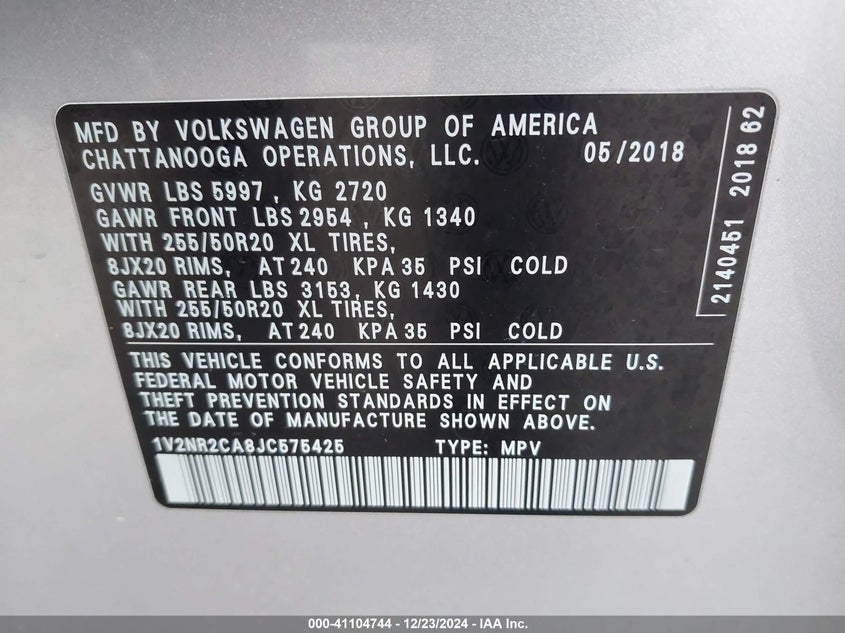 MFD BY VOLKSWAGEN GROUP OF AMERICA
CHATTANOOGA OPERATIONS, LLC. 05/2018
GVWR LBS 5997 , KG 2720
GAWR FRONT LBS 2954 , KG 1340
WITH 255/50R20 XL TIRES,
8JX20 RIMS, AT 240 KPA 35 PSI COLD
GAWR REAR LBS 3153, KG 1430
WITH 255/50R20 XL TIRES,
8JX20 RIMS, AT 240 KPA 35 PSI COLD
THIS VEHICLE CONFORMS TO ALL APPLICABLE U.S.
FEDERAL MOTOR VEHICLE SAFETY AND
THEFT PREVENTION STANDARDS IN EFFECT ON
THE DATE OF MANUFACTURE SHOWN ABOVE.
1V2NR2CA8JC575425 TYPE: MPV
2140451 2018 62
000-41104744 - 12/23/2024 - IAA Inc.